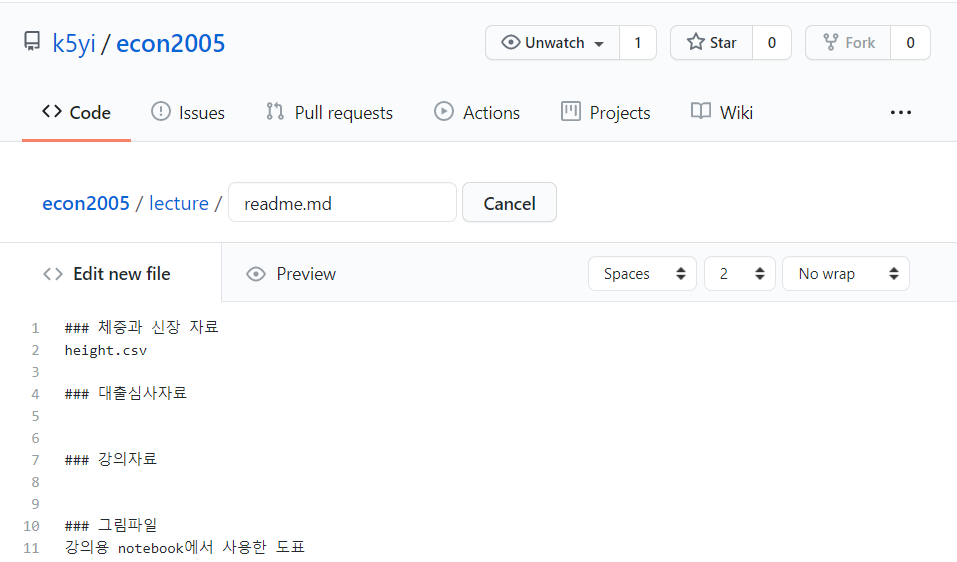 k5yi / econ2005
Unwatch 1 Star 0 Fork 0
Code Issues Pull requests Actions Projects Wiki ...
econ2005 / lecture / readme.md Cancel
Edit new file Preview Spaces 2 No wrap
1 ### 체중과 신장 자료
2 height.csv
3
4 ### 대출심사자료
5
6
7 ### 강의자료
8
9
10 ### 그림파일
11 강의용 notebook에서 사용한 도표